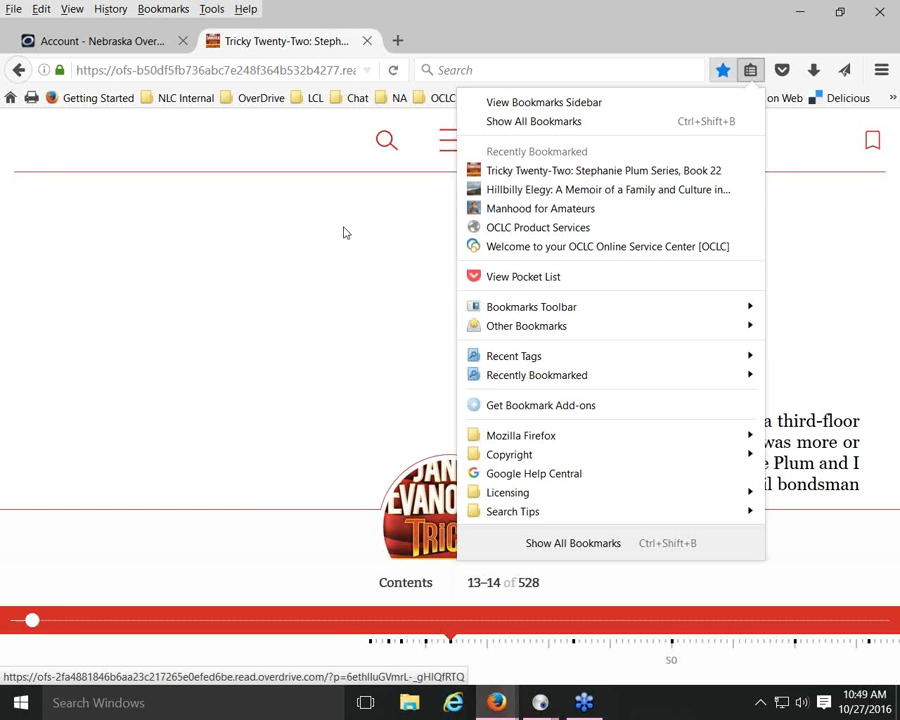 File Edit View History Bookmarks Tools Help
Account - Nebraska Over... Tricky Twenty-Two: Steph...
https://ofs-b50df5fb736abc7e248f364b532b4277.rea Search
Getting Started NLC Internal OverDrive LCL Chat NA OCLC on Web Delicious »
View Bookmarks Sidebar
Show All Bookmarks Ctrl+Shift+B
Recently Bookmarked
Tricky Twenty-Two: Stephanie Plum Series, Book 22
Hillbilly Elegy: A Memoir of a Family and Culture in...
Manhood for Amateurs
OCLC Product Services
Welcome to your OCLC Online Service Center [OCLC]
View Pocket List
Bookmarks Toolbar
Other Bookmarks
Recent Tags
Recently Bookmarked
Get Bookmark Add-ons
Mozilla Firefox
Copyright
Google Help Central
Licensing
Search Tips
Show All Bookmarks Ctrl+Shift+B
a third-floor
was more or
e Plum and I
il bondsman
JAN
EVANO
TRIC
Contents 13–14 of 528
50
https://ofs-2fa4881846b6aa23c217265e0efed6be.read.overdrive.com/?p=6ethlIuGVmrL-_gHIQfRTQ
Search Windows
10:49 AM
10/27/2016